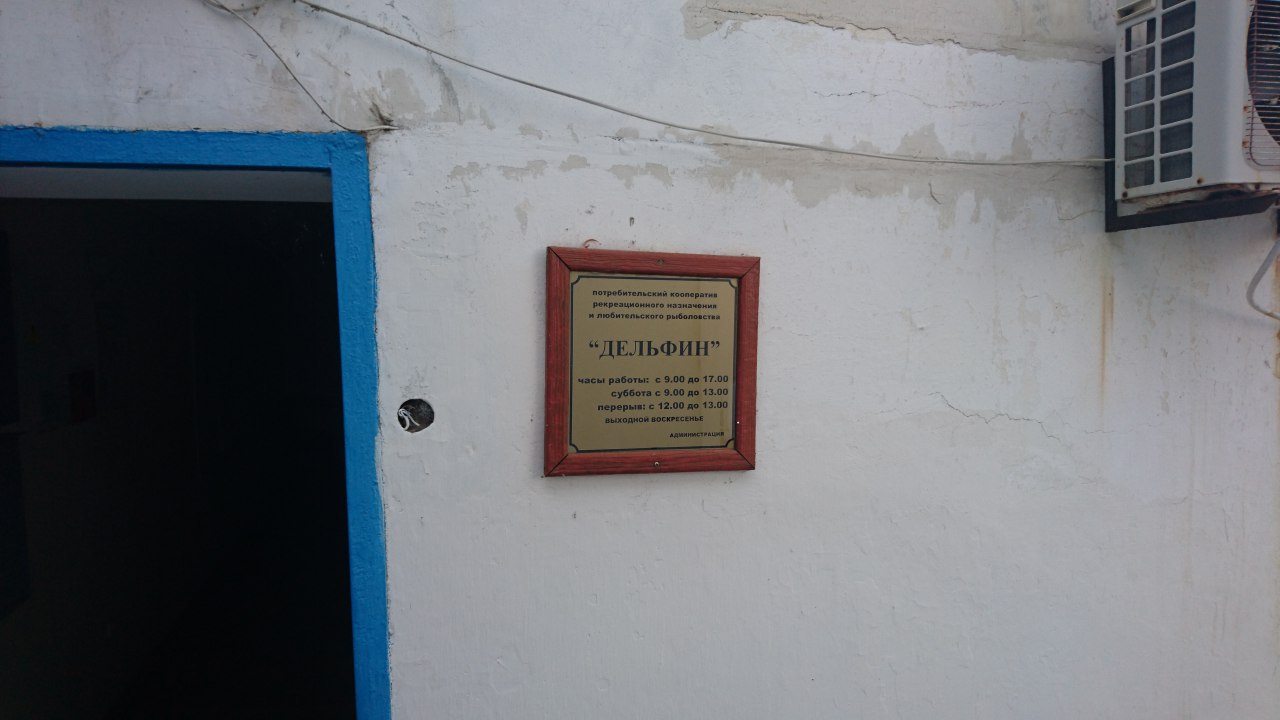 потребительский кооператив
рекреационного назначения
и любительского рыболовства
“ДЕЛЬФИН”
часы работы: с 9.00 до 17.00
суббота с 9.00 до 13.00
перерыв: с 12.00 до 13.00
выходной воскресенье
администрация